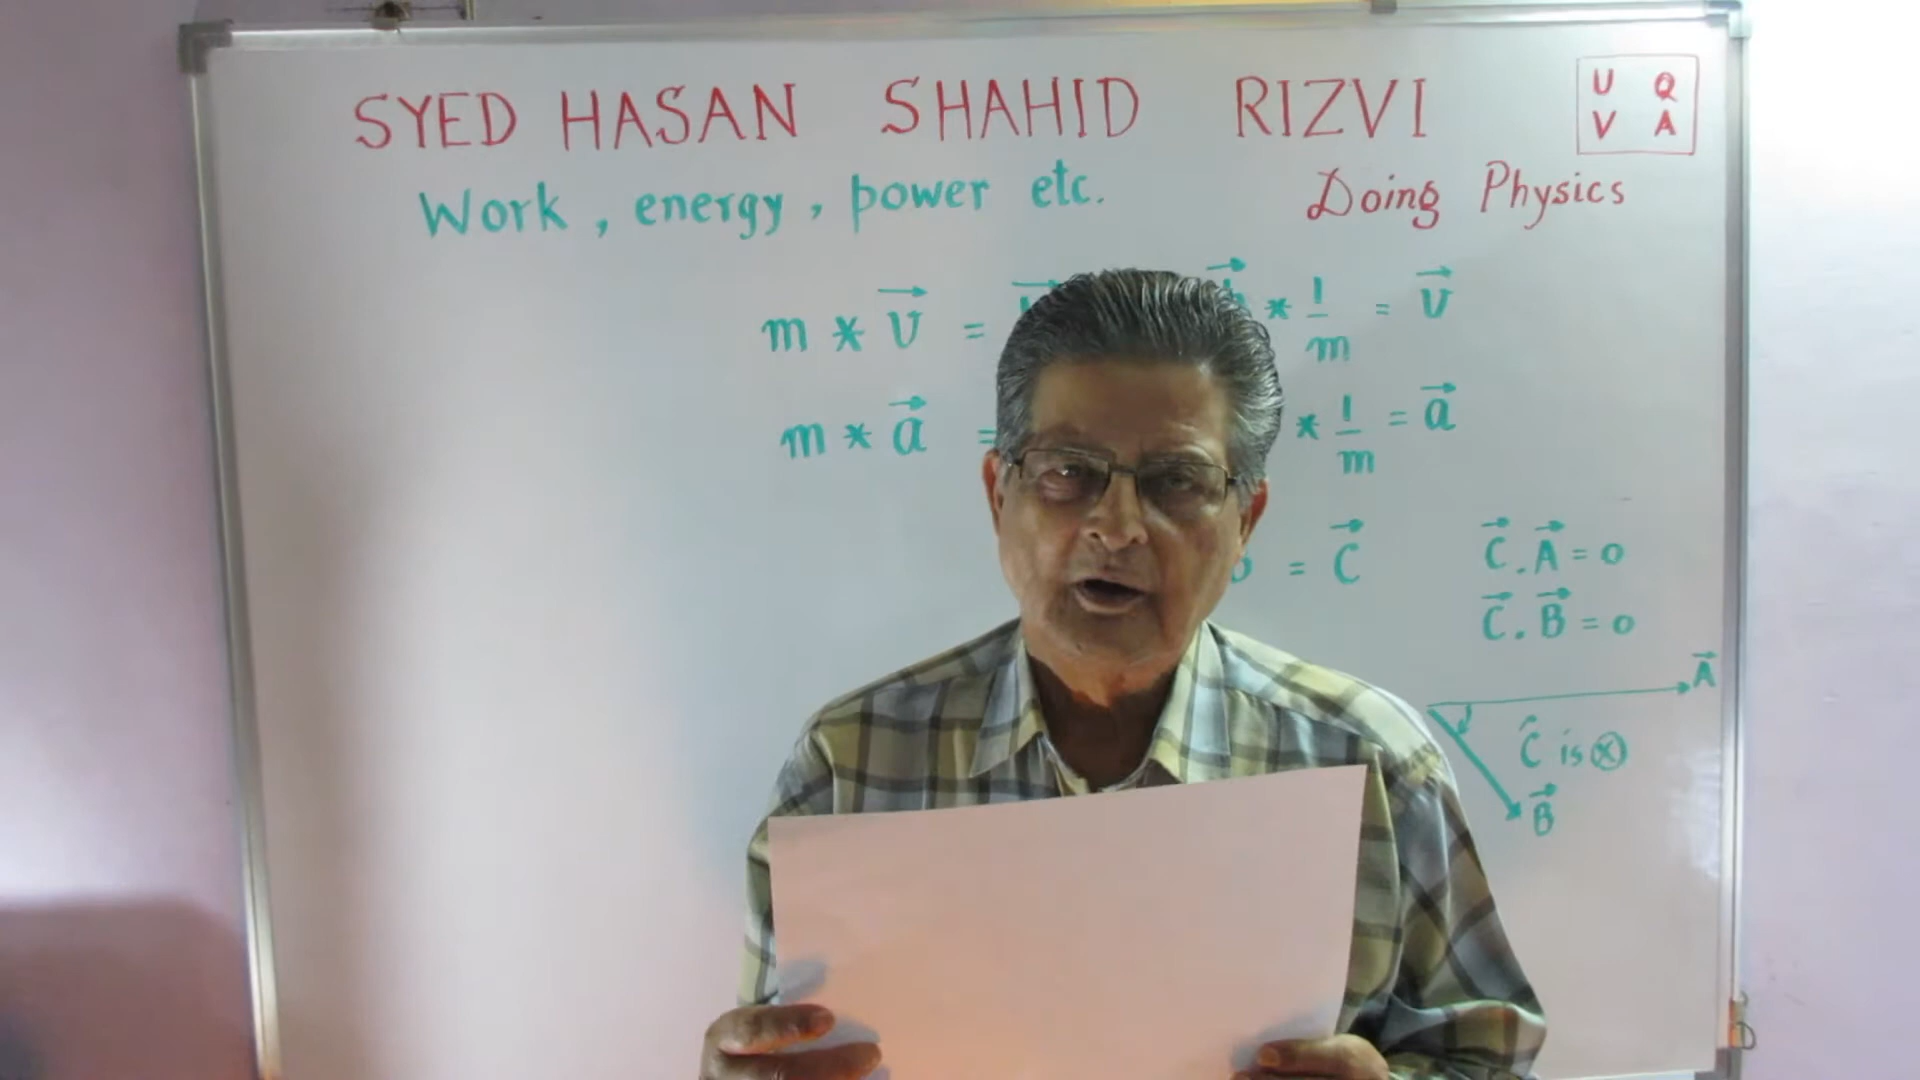 SYED HASAN SHAHID RIZVI
U Q
V A
Work, energy, power etc.
Doing Physics
m * v⃗ =
* 1/m = v⃗
m * a⃗ =
* 1/m = a⃗
= C⃗
C⃗ . A⃗ = 0
C⃗ . B⃗ = 0
A⃗
Ĉ is ⊗
B⃗